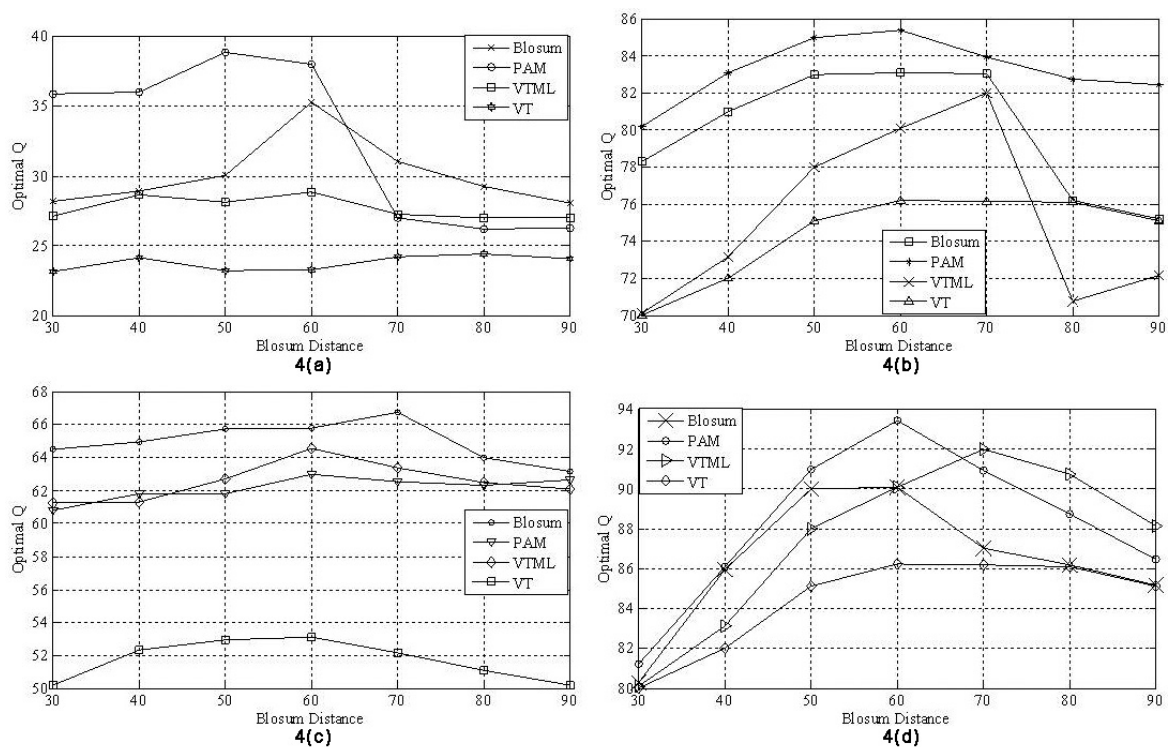 40
35
30
25
20
Optimal Q
Blosum
PAM
VTML
VT
30 40 50 60 70 80 90
Blosum Distance
4(a)
86
84
82
80
78
76
74
72
70
Optimal Q
Blosum
PAM
VTML
VT
30 40 50 60 70 80 90
Blosum Distance
4(b)
68
66
64
62
60
58
56
54
52
50
Optimal Q
Blosum
PAM
VTML
VT
30 40 50 60 70 80 90
Blosum Distance
4(c)
94
92
90
88
86
84
82
80
Optimal Q
Blosum
PAM
VTML
VT
30 40 50 60 70 80 90
Blosum Distance
4(d)